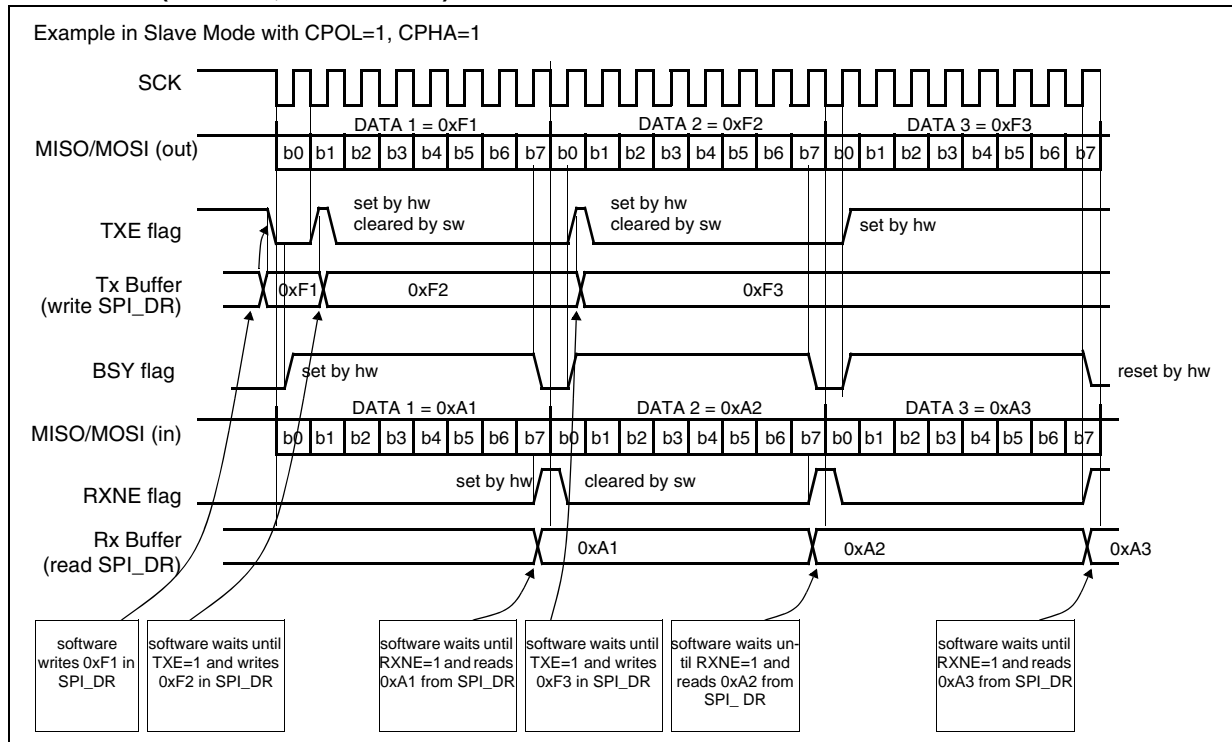 Example in Slave Mode with CPOL=1, CPHA=1
SCK
DATA 1 = 0xF1
DATA 2 = 0xF2
DATA 3 = 0xF3
MISO/MOSI (out)
b0 b1 b2 b3 b4 b5 b6 b7 b0 b1 b2 b3 b4 b5 b6 b7 b0 b1 b2 b3 b4 b5 b6 b7
TXE flag
set by hw
cleared by sw
set by hw
cleared by sw
set by hw
Tx Buffer
(write SPI_DR)
0xF1
0xF2
0xF3
BSY flag
set by hw
reset by hw
DATA 1 = 0xA1
DATA 2 = 0xA2
DATA 3 = 0xA3
MISO/MOSI (in)
b0 b1 b2 b3 b4 b5 b6 b7 b0 b1 b2 b3 b4 b5 b6 b7 b0 b1 b2 b3 b4 b5 b6 b7
RXNE flag
set by hw
cleared by sw
Rx Buffer
(read SPI_DR)
0xA1
0xA2
0xA3
software
writes 0xF1 in
SPI_DR
software waits until
TXE=1 and writes
0xF2 in SPI_DR
software waits until
RXNE=1 and reads
0xA1 from SPI_DR
software waits until
TXE=1 and writes
0xF3 in SPI_DR
software waits un-
til RXNE=1 and
reads 0xA2 from
SPI_ DR
software waits until
RXNE=1 and reads
0xA3 from SPI_DR